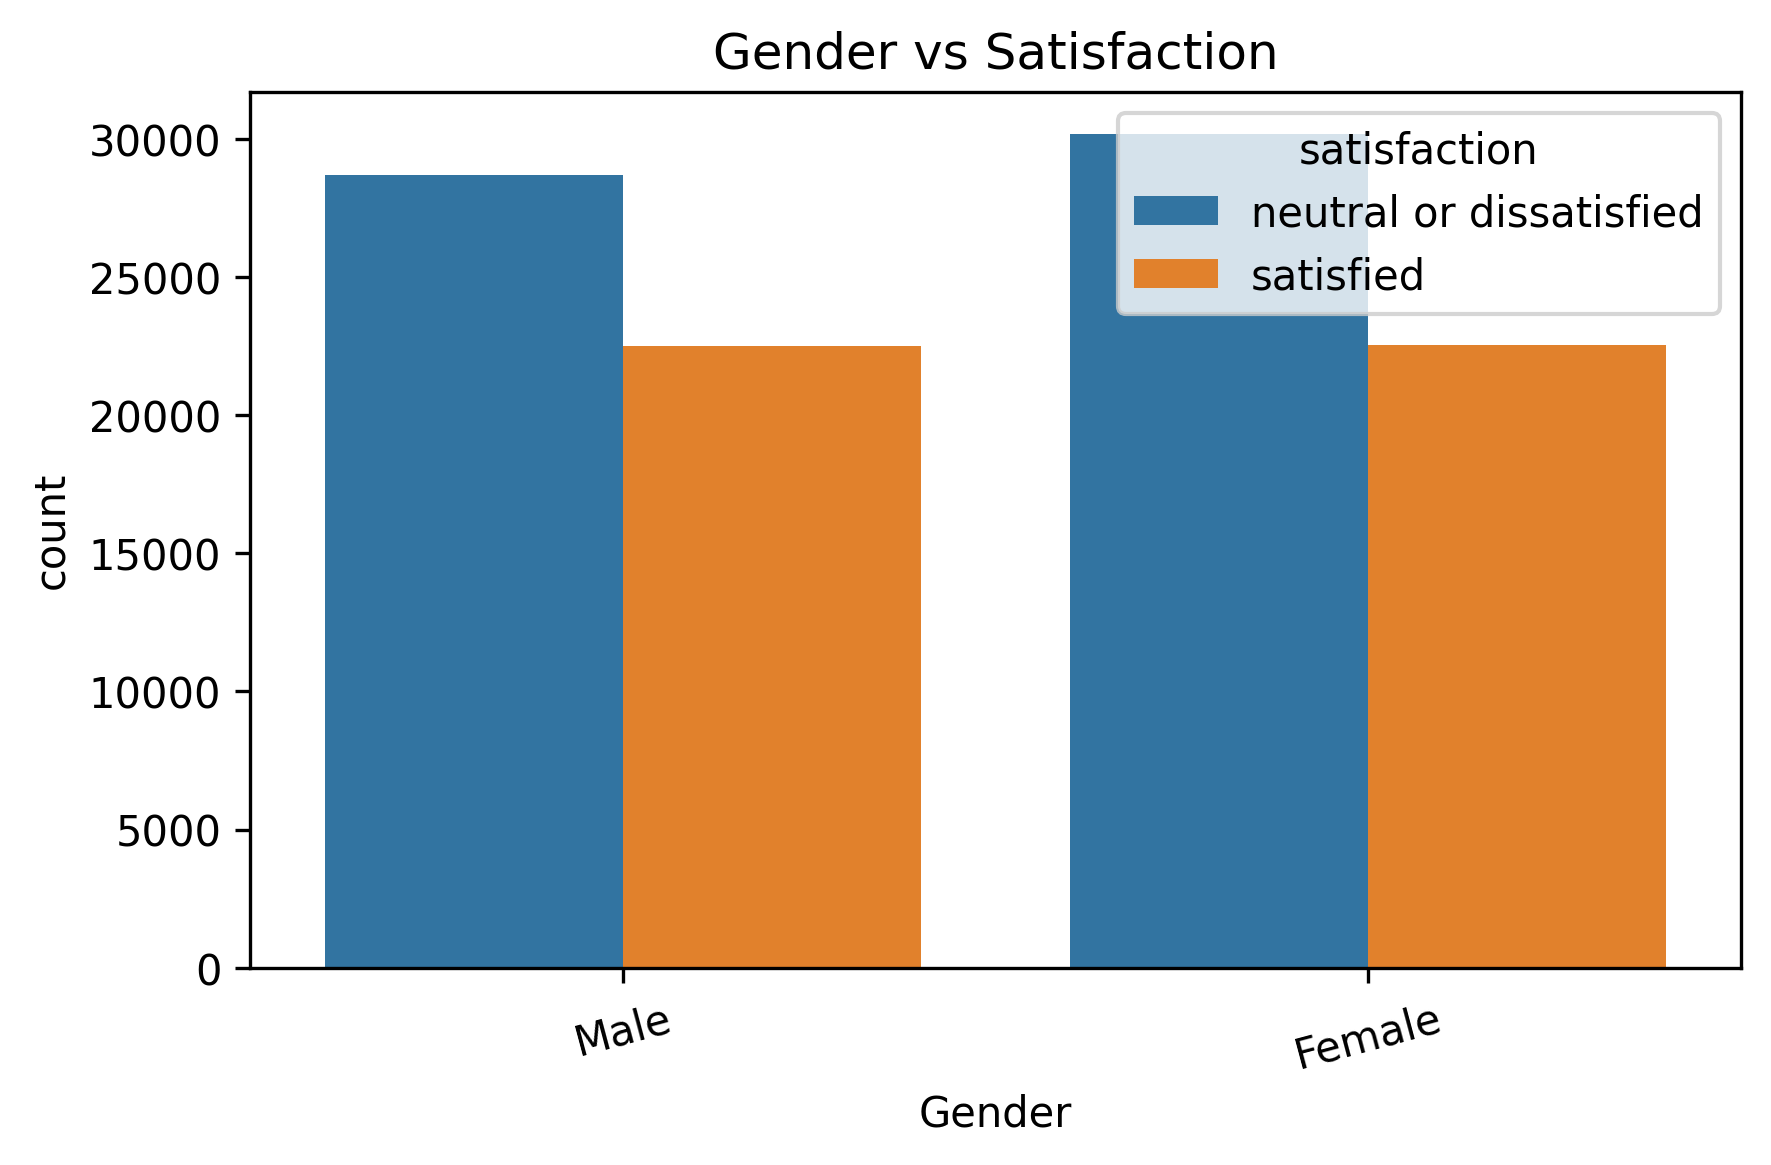 Gender vs Satisfaction
satisfaction
neutral or dissatisfied
satisfied
30000
25000
20000
15000
10000
5000
0
count
Male
Female
Gender